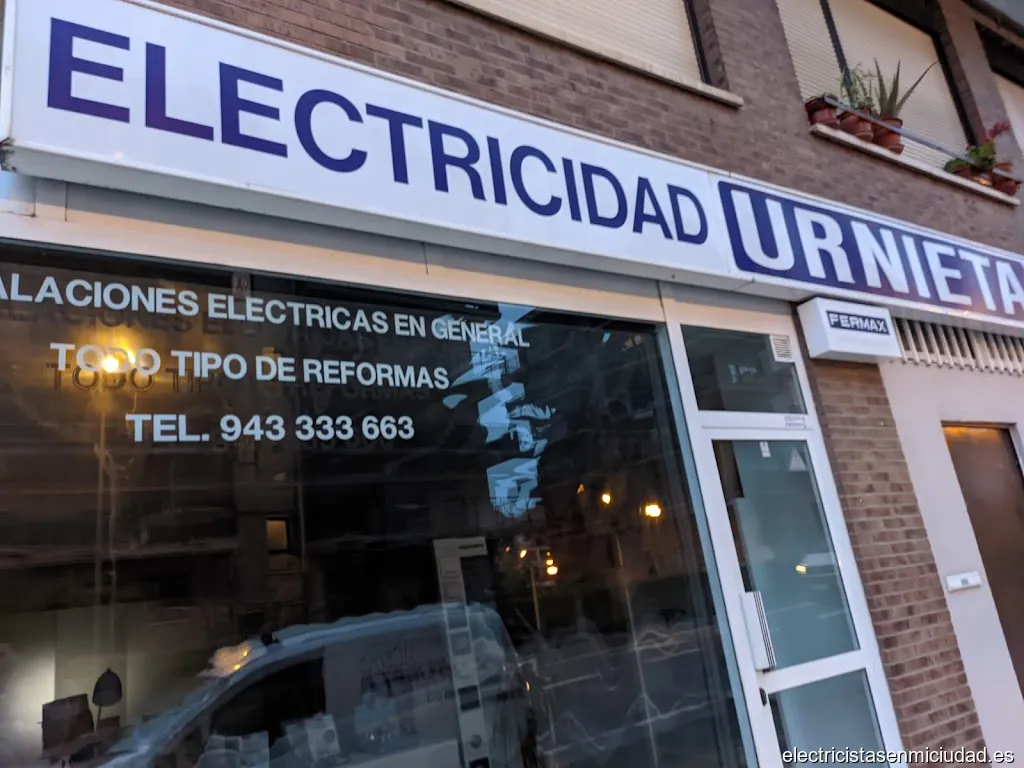 ELECTRICIDAD URNIETA
FERMAX
ALACIONES ELECTRICAS EN GENERAL
TODO TIPO DE REFORMAS
TEL. 943 333 663
electricistasenmiciudad.es